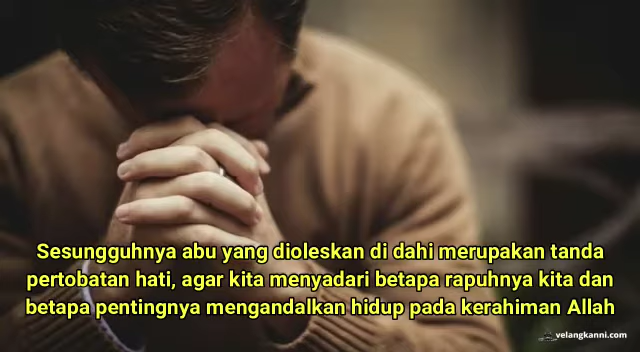 Sesungguhnya abu yang dioleskan di dahi merupakan tanda
pertobatan hati, agar kita menyadari betapa rapuhnya kita dan
betapa pentingnya mengandalkan hidup pada kerahiman Allah
velangkanni.com